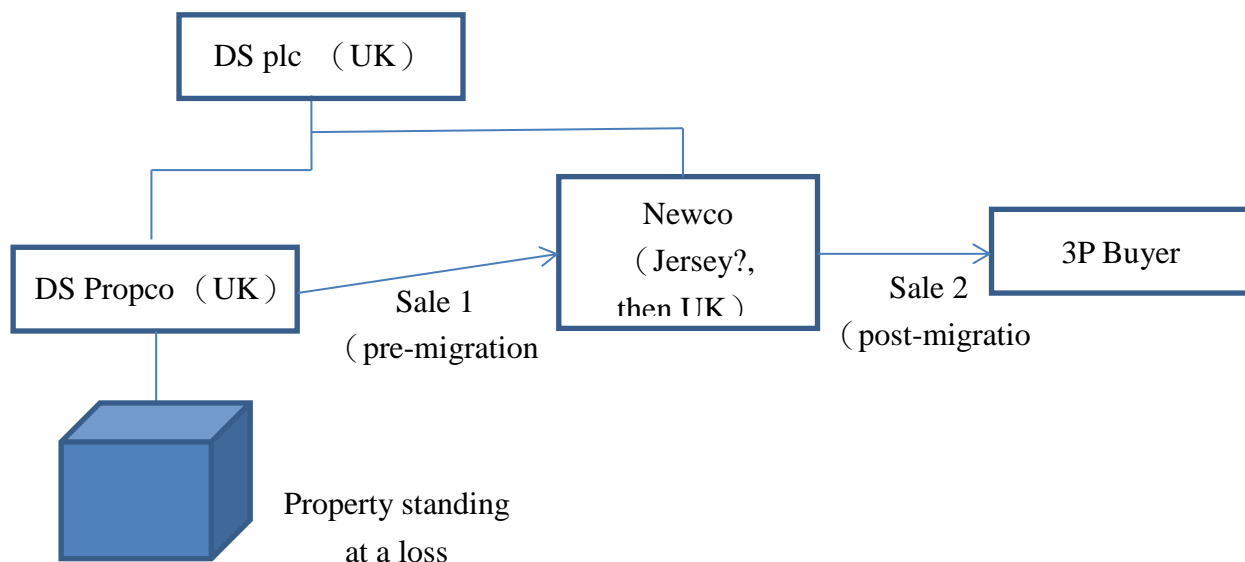 DS plc （UK）
Newco
（Jersey?,
then UK）
3P Buyer
DS Propco（UK）
Sale 1
（pre-migration
Sale 2
（post-migratio
Property standing
at a loss